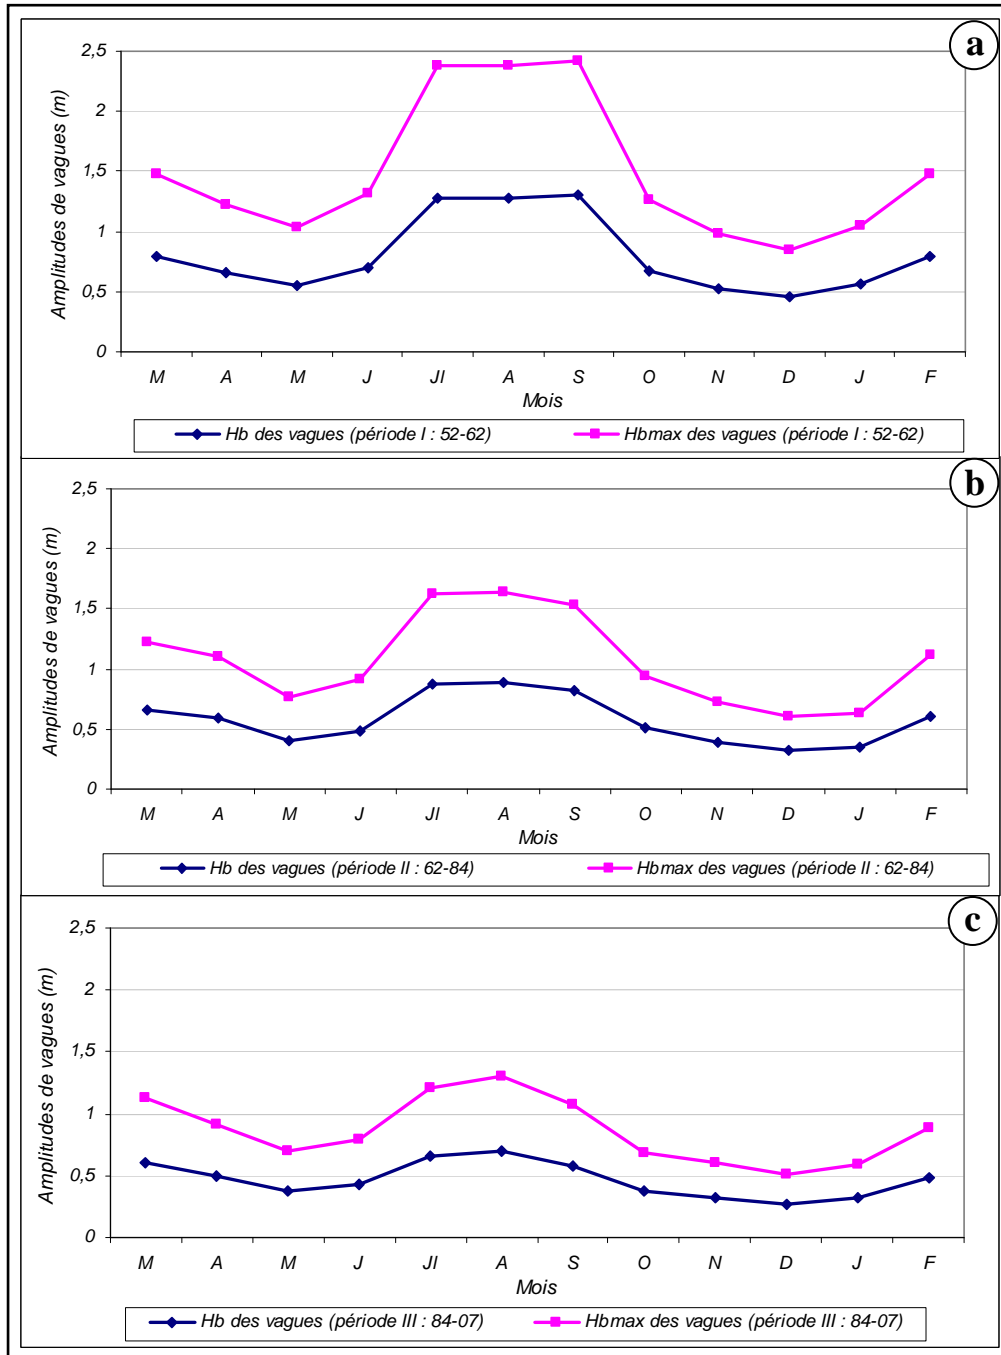 a
2,5
2
1,5
1
0,5
0
Amplitudes de vagues (m)
M A M J Jl A S O N D J F
Mois
Hb des vagues (période I : 52-62) Hbmax des vagues (période I : 52-62)
b
2,5
2
1,5
1
0,5
0
Amplitudes de vagues (m)
M A M J Jl A S O N D J F
Mois
Hb des vagues (période II : 62-84) Hbmax des vagues (période II : 62-84)
c
2,5
2
1,5
1
0,5
0
Amplitudes de vagues (m)
M A M J Jl A S O N D J F
Mois
Hb des vagues (période III : 84-07) Hbmax des vagues (période III : 84-07)